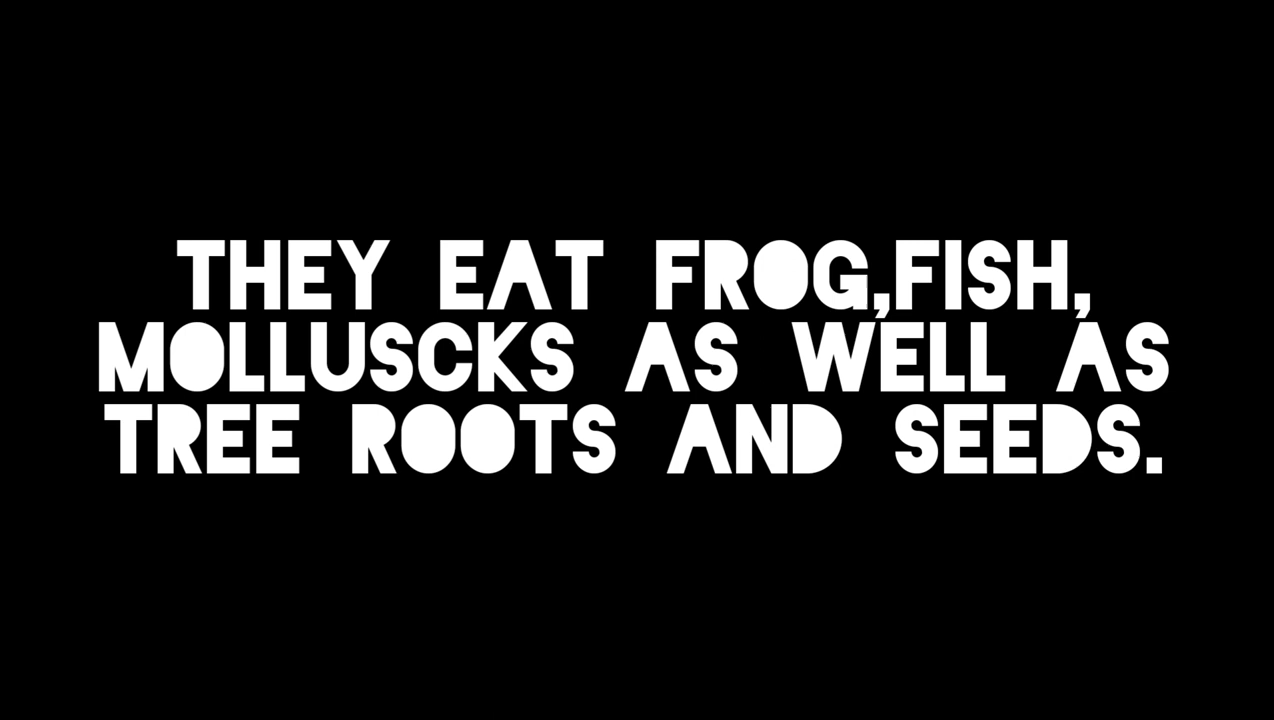 THEY EAT FROG,FISH,
MOLLUSCKS AS WELL AS
TREE ROOTS AND SEEDS.